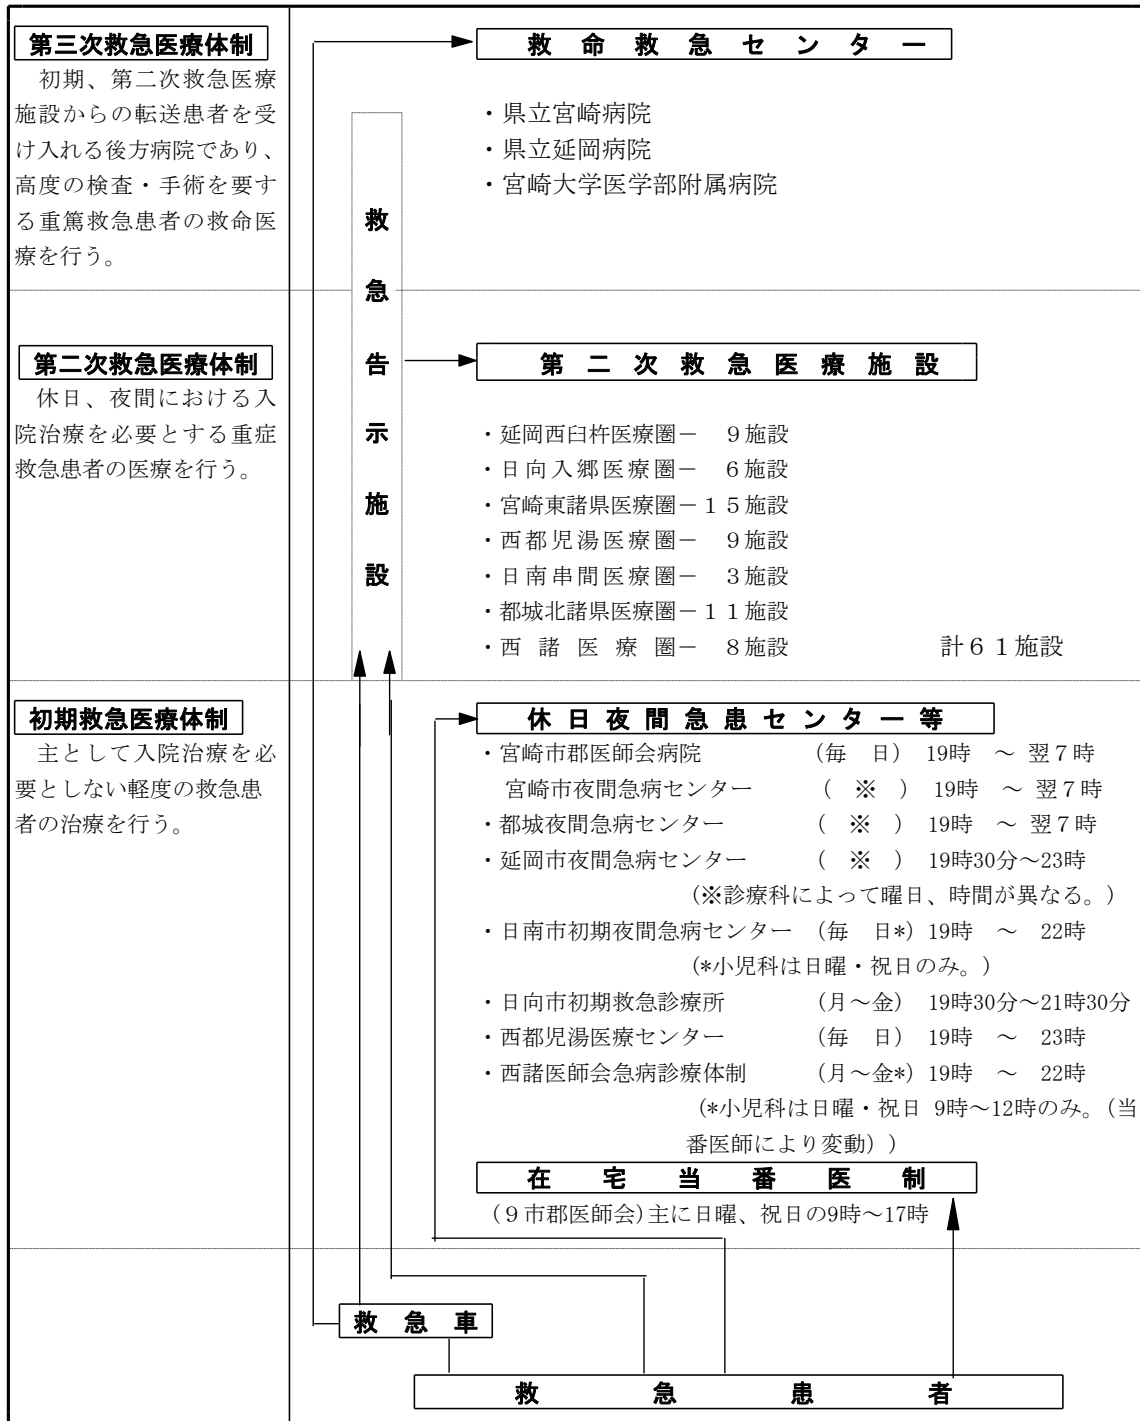 第三次救急医療体制
初期、第二次救急医療
施設からの転送患者を受
け入れる後方病院であり、
高度の検査・手術を要す
る重篤救急患者の救命医
療を行う。
救命救急センター
・県立宮崎病院
・県立延岡病院
・宮崎大学医学部附属病院
救急告示施設
第二次救急医療体制
休日、夜間における入
院治療を必要とする重症
救急患者の医療を行う。
第二次救急医療施設
・延岡西臼杵医療圏－　９施設
・日向入郷医療圏－　６施設
・宮崎東諸県医療圏－１５施設
・西都児湯医療圏－　９施設
・日南串間医療圏－　３施設
・都城北諸県医療圏－１１施設
・西諸医療圏－　８施設　計６１施設
初期救急医療体制
主として入院治療を必
要としない軽度の救急患
者の治療を行う。
休日夜間急患センター等
・宮崎市郡医師会病院　（毎　日）　19時　～　翌７時
宮崎市夜間急病センター　（　※　）　19時　～　翌７時
・都城夜間急病センター　（　※　）　19時　～　翌７時
・延岡市夜間急病センター　（　※　）　19時30分～23時
（※診療科によって曜日、時間が異なる。）
・日南市初期夜間急病センター　（毎　日*）19時　～　22時
（*小児科は日曜・祝日のみ。）
・日向市初期救急診療所　（月～金）　19時30分～21時30分
・西都児湯医療センター　（毎　日）　19時　～　23時
・西諸医師会急病診療体制　（月～金*）19時　～　22時
（*小児科は日曜・祝日 9時～12時のみ。（当
番医師により変動））
在宅当番医制
（９市郡医師会）主に日曜、祝日の9時～17時
救急車
救急患者